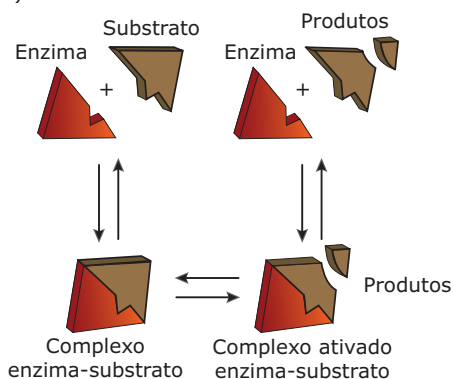 )
Substrato
Enzima
+
Produtos
Enzima
+
Complexo
enzima-substrato
Complexo ativado
enzima-substrato
Produtos